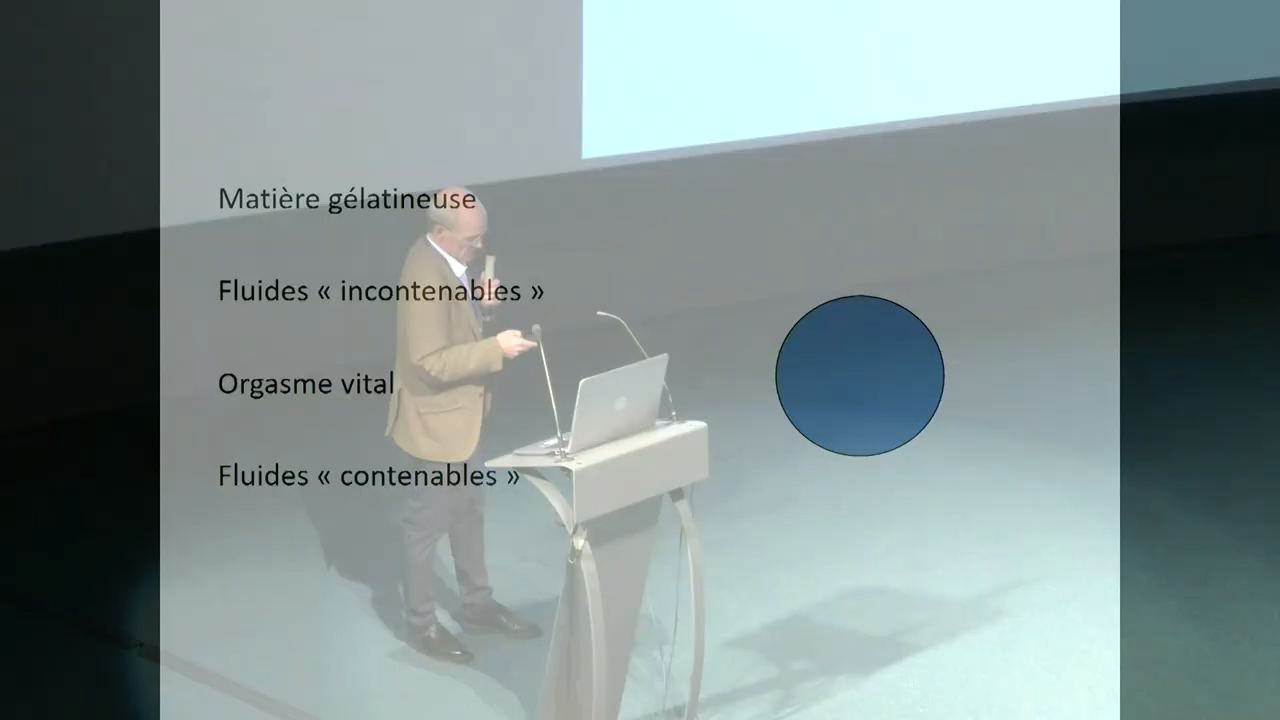 Matière gélatineuse
Fluides « incontenables »
Orgasme vital
Fluides « contenables »